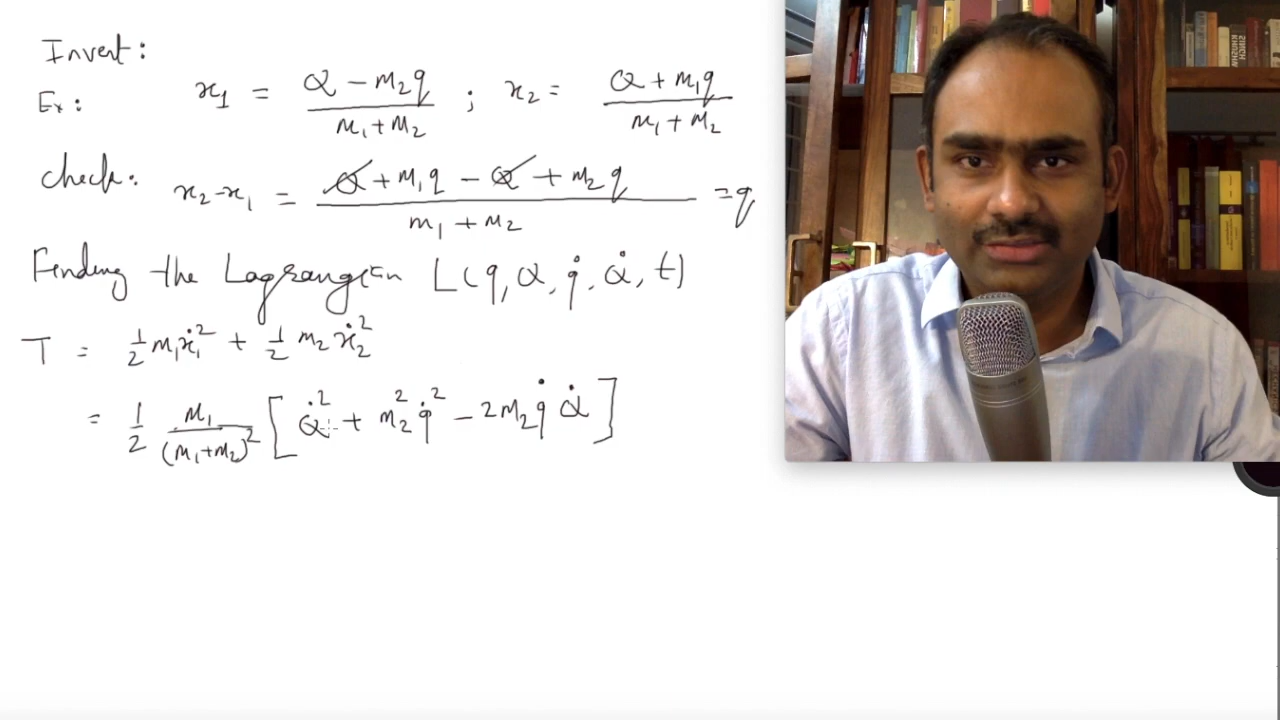 Invert:
Ex: x₁ = (Q − m₂q)/(m₁+m₂) ; x₂ = (Q + m₁q)/(m₁+m₂)
Check: x₂−x₁ = (Q + m₁q − Q + m₂q)/(m₁+m₂) = q
Finding the Lagrangian L(q, Q, q̇, Q̇, t)
T = ½ m₁ẋ₁² + ½ m₂ẋ₂²
= ½ m₁/(m₁+m₂)² [Q̇² + m₂²q̇² − 2m₂q̇Q̇]